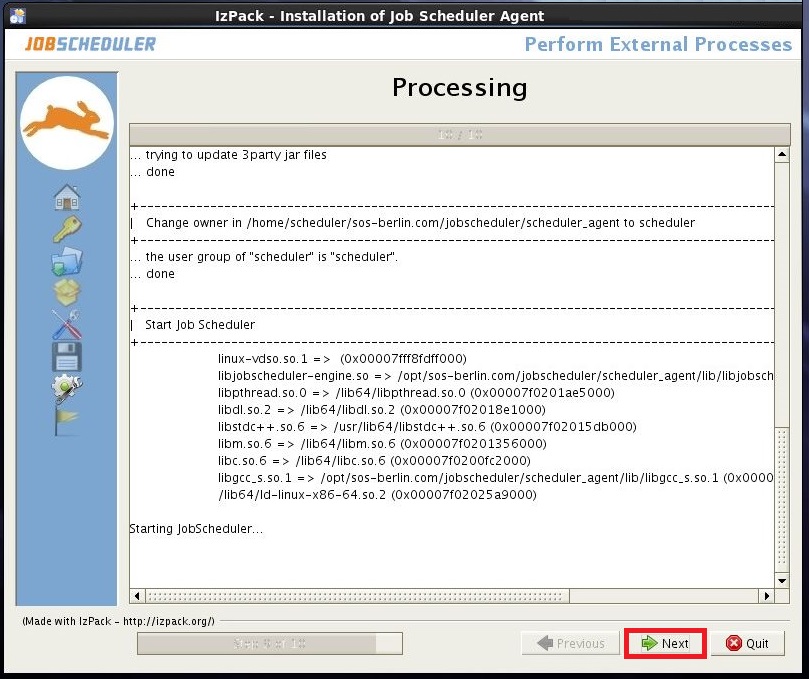 IzPack - Installation of Job Scheduler Agent
JOBSCHEDULER
Perform External Processes
Processing
10 / 10
... trying to update 3party jar files
... done
+------------------------------------------------------------
| Change owner in /home/scheduler/sos-berlin.com/jobscheduler/scheduler_agent to scheduler
+------------------------------------------------------------
... the user group of "scheduler" is "scheduler".
... done
+------------------------------------------------------------
| Start Job Scheduler
+------------------------------------------------------------
linux-vdso.so.1 => (0x00007fff8fdff000)
libjobscheduler-engine.so => /opt/sos-berlin.com/jobscheduler/scheduler_agent/lib/libjobsch
libpthread.so.0 => /lib64/libpthread.so.0 (0x00007f0201ae5000)
libdl.so.2 => /lib64/libdl.so.2 (0x00007f02018e1000)
libstdc++.so.6 => /usr/lib64/libstdc++.so.6 (0x00007f02015db000)
libm.so.6 => /lib64/libm.so.6 (0x00007f0201356000)
libc.so.6 => /lib64/libc.so.6 (0x00007f0200fc2000)
libgcc_s.so.1 => /opt/sos-berlin.com/jobscheduler/scheduler_agent/lib/libgcc_s.so.1 (0x0000
/lib64/ld-linux-x86-64.so.2 (0x00007f02025a9000)
Starting JobScheduler...
(Made with IzPack - http://izpack.org/)
Step 9 of 10
Previous
Next
Quit